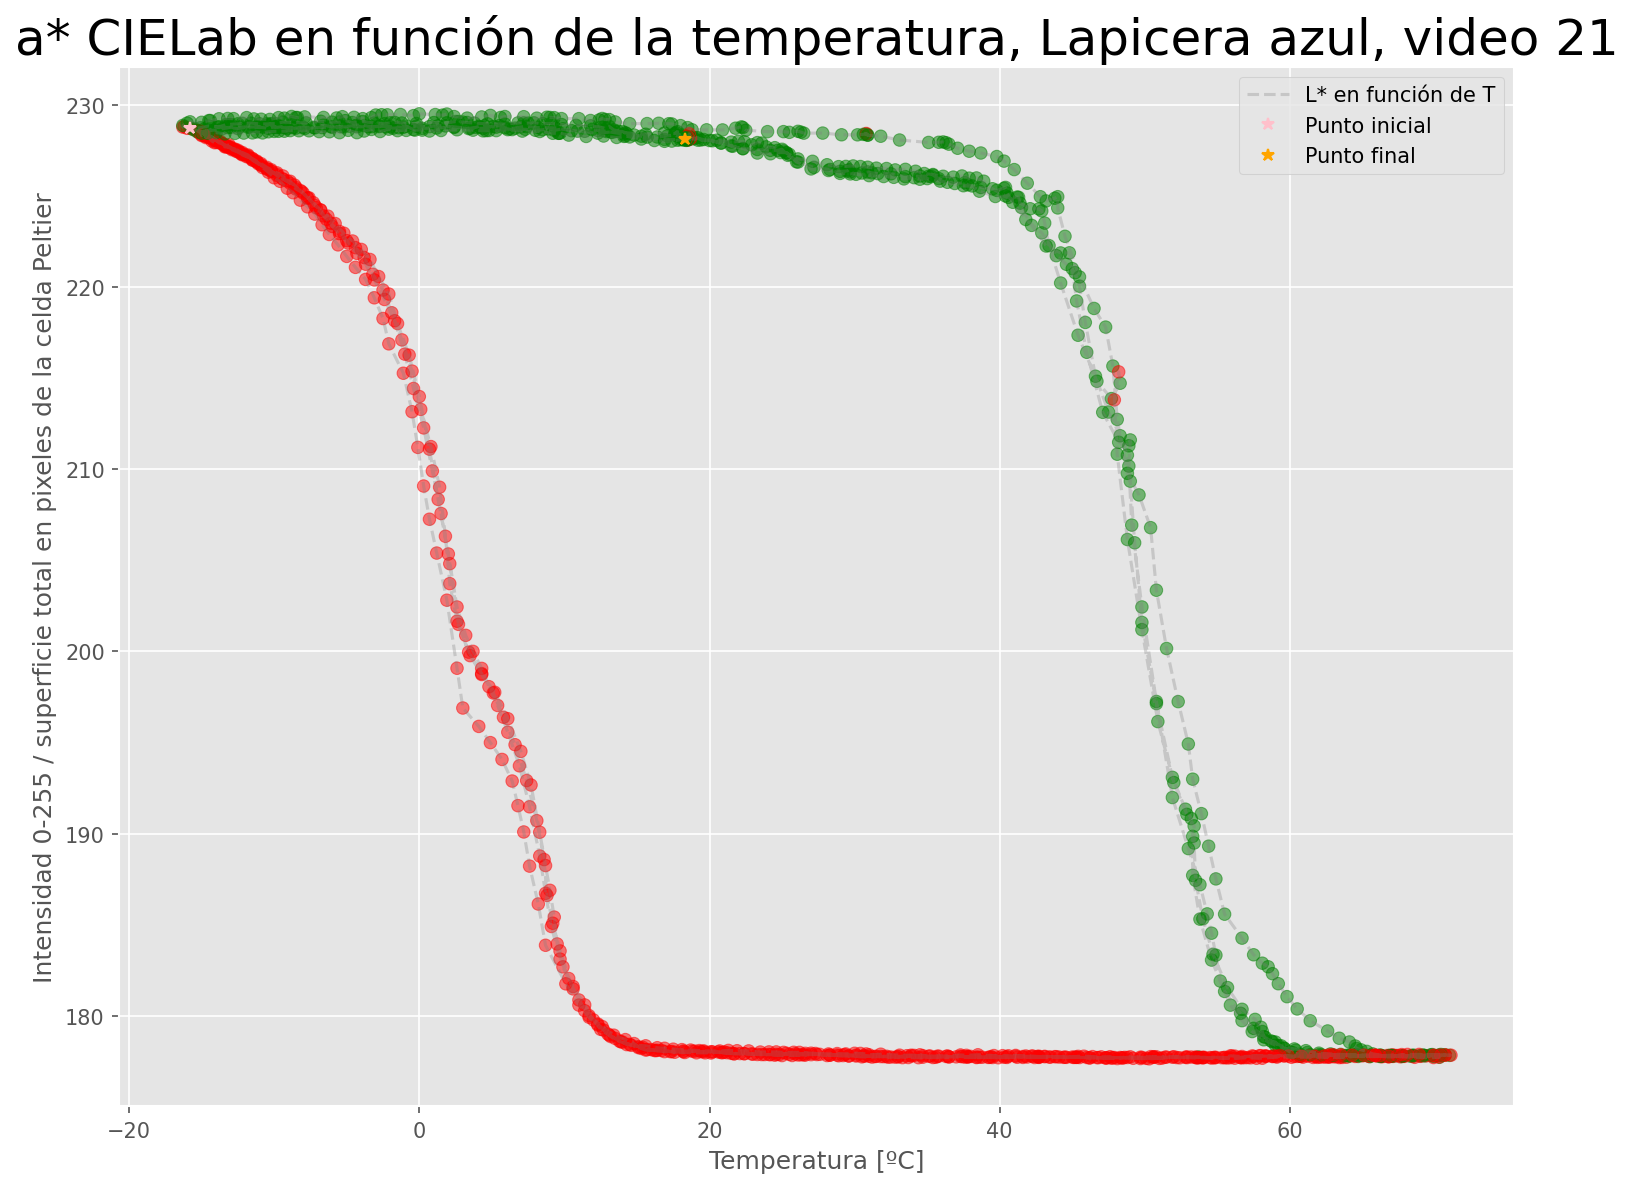 a* CIELab en función de la temperatura, Lapicera azul, video 21
L* en función de T
Punto inicial
Punto final
Intensidad 0-255 / superficie total en pixeles de la celda Peltier
230
220
210
200
190
180
−20
0
20
40
60
Temperatura [ºC]